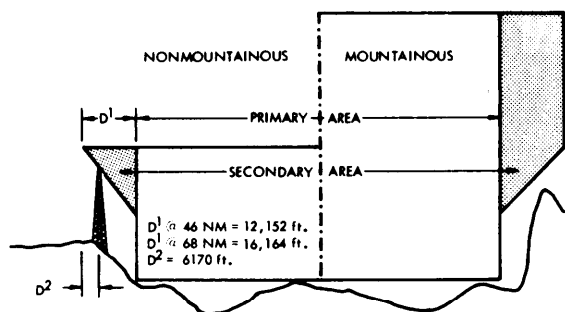 NONMOUNTAINOUS
MOUNTAINOUS
D¹
PRIMARY AREA
SECONDARY AREA
D¹ @ 46 NM = 12,152 ft.
D¹ @ 68 NM = 16,164 ft.
D² = 6170 ft.
D²